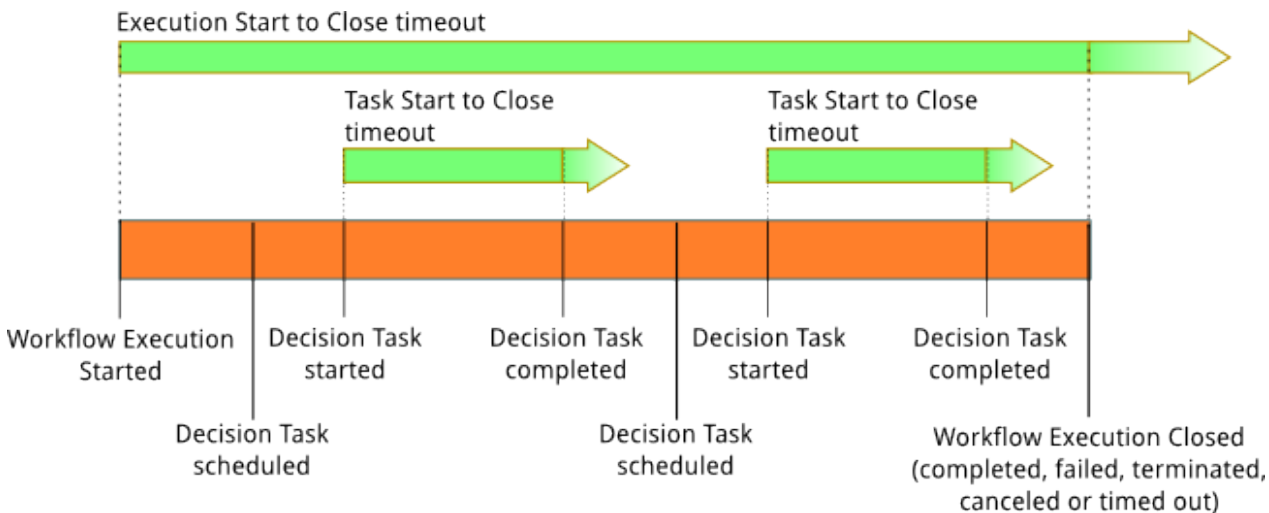 Execution Start to Close timeout
Task Start to Close
timeout
Task Start to Close
timeout
Workflow Execution
Started
Decision Task
scheduled
Decision Task
started
Decision Task
completed
Decision Task
scheduled
Decision Task
started
Decision Task
completed
Workflow Execution Closed
(completed, failed, terminated,
canceled or timed out)